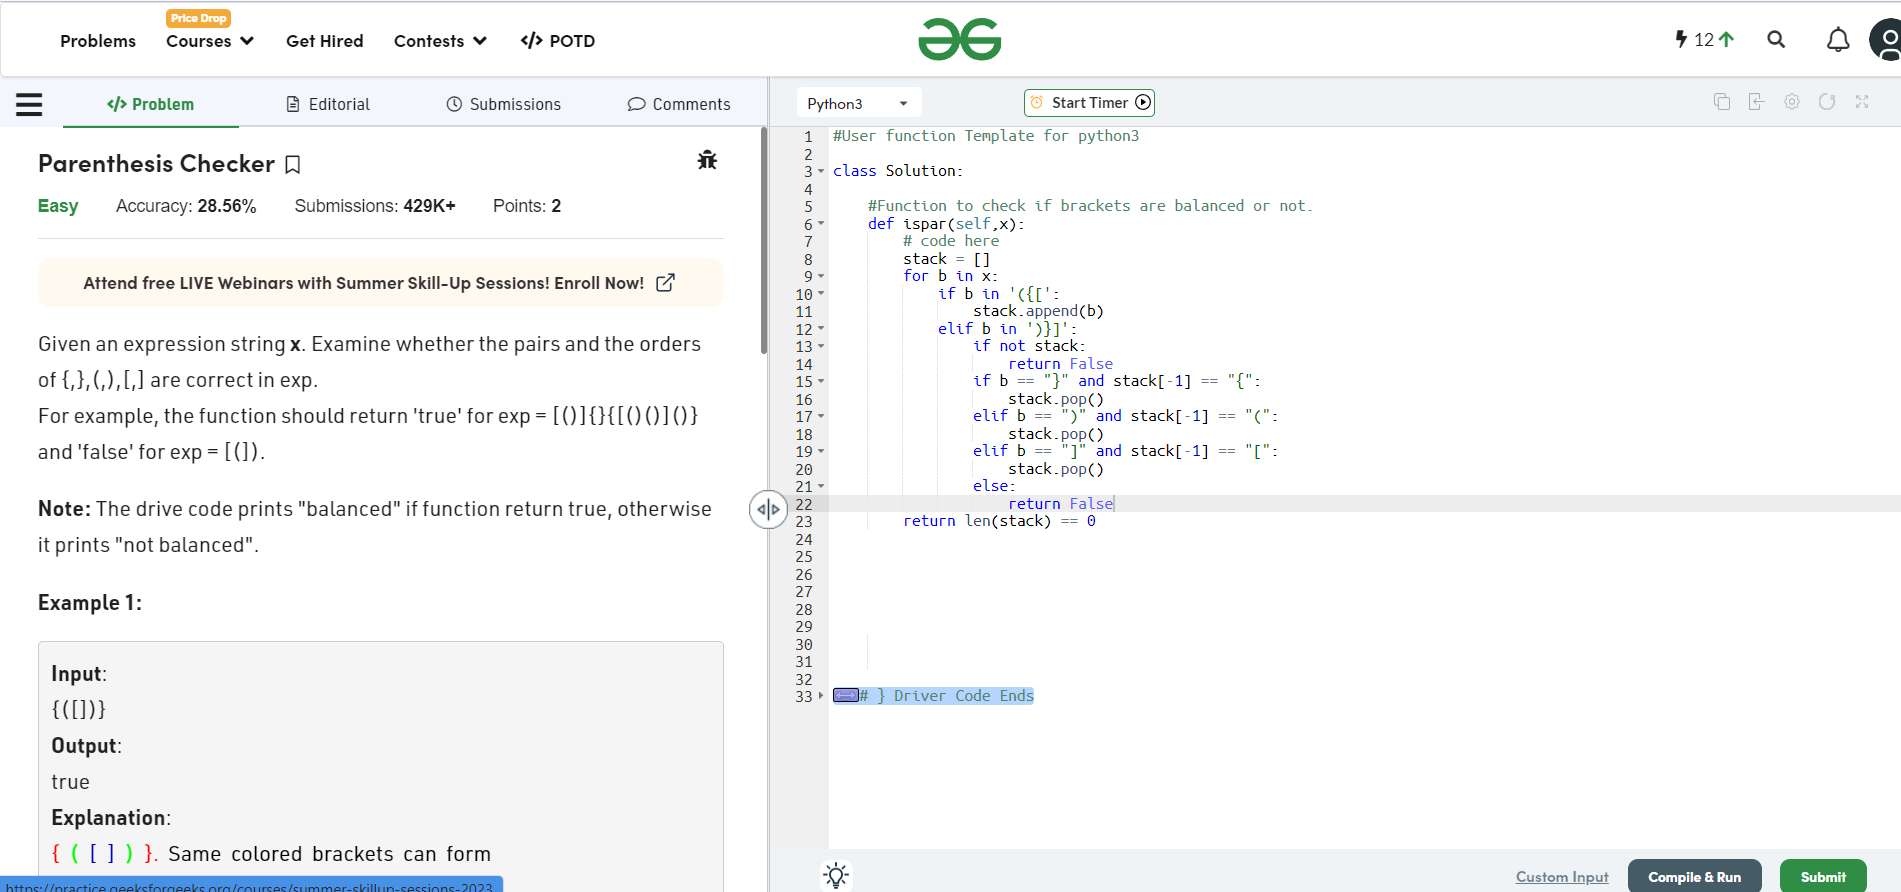 Price Drop
Problems Courses Get Hired Contests </> POTD
12
</> Problem Editorial Submissions Comments
Parenthesis Checker
Easy Accuracy: 28.56% Submissions: 429K+ Points: 2
Attend free LIVE Webinars with Summer Skill-Up Sessions! Enroll Now!
Given an expression string x. Examine whether the pairs and the orders
of {,},(,),[,] are correct in exp.
For example, the function should return 'true' for exp = [()]{}{[()()]()}
and 'false' for exp = [(]).
Note: The drive code prints "balanced" if function return true, otherwise
it prints "not balanced".
Example 1:
Input:
{([])}
Output:
true
Explanation:
{ ( [ ] ) }. Same colored brackets can form
https://practice.geeksforgeeks.org/courses/summer-skillup-sessions-2023
Python3 Start Timer
1 #User function Template for python3
2
3 class Solution:
4
5     #Function to check if brackets are balanced or not.
6     def ispar(self,x):
7         # code here
8         stack = []
9         for b in x:
10             if b in '({[':
11                 stack.append(b)
12             elif b in ')}]':
13                 if not stack:
14                     return False
15                 if b == "}" and stack[-1] == "{":
16                     stack.pop()
17                 elif b == ")" and stack[-1] == "(":
18                     stack.pop()
19                 elif b == "]" and stack[-1] == "[":
20                     stack.pop()
21                 else:
22                     return False
23         return len(stack) == 0
24
25
26
27
28
29
30
31
32
33 # } Driver Code Ends
Custom Input Compile & Run Submit